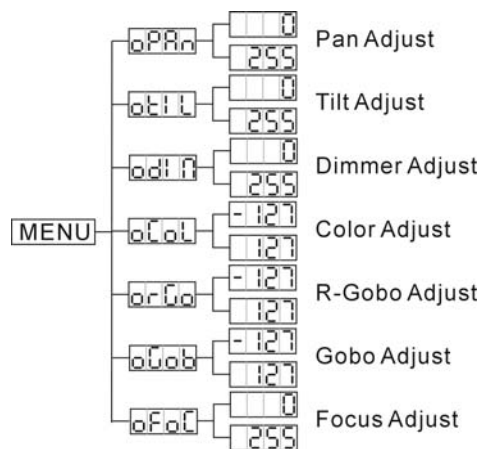 oPAn 0 Pan Adjust
255
otIL 0 Tilt Adjust
255
odIM 0 Dimmer Adjust
255
MENU oCoL -127 Color Adjust
127
orGo -127 R-Gobo Adjust
127
oGob -127 Gobo Adjust
127
oFoC 0 Focus Adjust
255